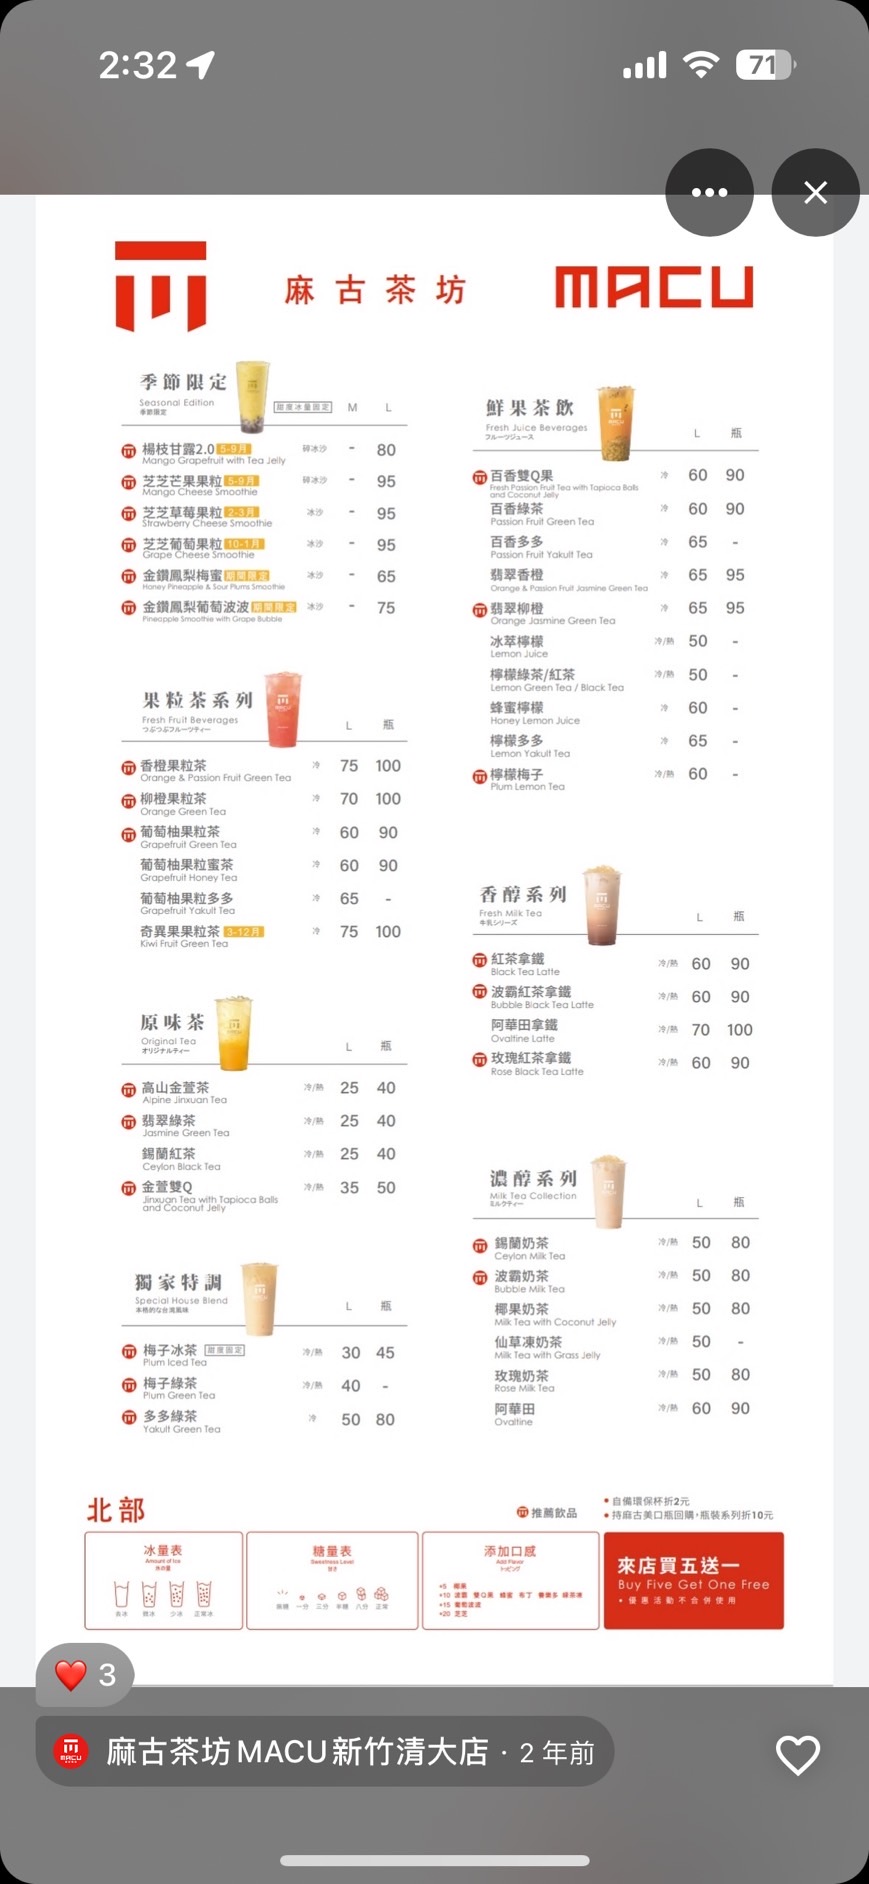 2:32
71
麻古茶坊
MACU
季節限定
Seasonal Edition
季節限定
甜度冰量固定 M L
楊枝甘露2.0 5-9月 碎冰沙 - 80
Mango Grapefruit with Tea Jelly
芝芝芒果果粒 5-9月 碎冰沙 - 95
Mango Cheese Smoothie
芝芝草莓果粒 2-3月 冰沙 - 95
Strawberry Cheese Smoothie
芝芝葡萄果粒 10-1月 冰沙 - 95
Grape Cheese Smoothie
金鑽鳳梨梅蜜 期間限定 冰沙 - 65
Honey Pineapple & Sour Plums Smoothie
金鑽鳳梨葡萄波波 期間限定 冰沙 - 75
Pineapple Smoothie with Grape Bubble
果粒茶系列
Fresh Fruit Beverages
つぶつぶフルーツティー
L 瓶
香橙果粒茶 冷 75 100
Orange & Passion Fruit Green Tea
柳橙果粒茶 冷 70 100
Orange Green Tea
葡萄柚果粒茶 冷 60 90
Grapefruit Green Tea
葡萄柚果粒蜜茶 冷 60 90
Grapefruit Honey Tea
葡萄柚果粒多多 冷 65 -
Grapefruit Yakult Tea
奇異果果粒茶 3-12月 冷 75 100
Kiwi Fruit Green Tea
原味茶
Original Tea
オリジナルティー
L 瓶
高山金萱茶 冷/熱 25 40
Alpine Jinxuan Tea
翡翠綠茶 冷/熱 25 40
Jasmine Green Tea
錫蘭紅茶 冷/熱 25 40
Ceylon Black Tea
金萱雙Q 冷/熱 35 50
Jinxuan Tea with Tapioca Balls
and Coconut Jelly
獨家特調
Special House Blend
本格的な台湾風味
L 瓶
梅子冰茶 甜度固定 冷/熱 30 45
Plum Iced Tea
梅子綠茶 冷/熱 40 -
Plum Green Tea
多多綠茶 冷 50 80
Yakult Green Tea
鮮果茶飲
Fresh Juice Beverages
フルーツジュース
L 瓶
百香雙Q果 冷 60 90
Fresh Passion Fruit Tea with Tapioca Balls
and Coconut Jelly
百香綠茶 冷 60 90
Passion Fruit Green Tea
百香多多 冷 65 -
Passion Fruit Yakult Tea
翡翠香橙 冷 65 95
Orange & Passion Fruit Jasmine Green Tea
翡翠柳橙 冷 65 95
Orange Jasmine Green Tea
冰萃檸檬 冷/熱 50 -
Lemon Juice
檸檬綠茶/紅茶 冷/熱 50 -
Lemon Green Tea / Black Tea
蜂蜜檸檬 冷 60 -
Honey Lemon Juice
檸檬多多 冷 65 -
Lemon Yakult Tea
檸檬梅子 冷/熱 60 -
Plum Lemon Tea
香醇系列
Fresh Milk Tea
牛乳シリーズ
L 瓶
紅茶拿鐵 冷/熱 60 90
Black Tea Latte
波霸紅茶拿鐵 冷/熱 60 90
Bubble Black Tea Latte
阿華田拿鐵 冷/熱 70 100
Ovaltine Latte
玫瑰紅茶拿鐵 冷/熱 60 90
Rose Black Tea Latte
濃醇系列
Milk Tea Collection
ミルクティー
L 瓶
錫蘭奶茶 冷/熱 50 80
Ceylon Milk Tea
波霸奶茶 冷/熱 50 80
Bubble Milk Tea
椰果奶茶 冷/熱 50 80
Milk Tea with Coconut Jelly
仙草凍奶茶 冷/熱 50 -
Milk Tea with Grass Jelly
玫瑰奶茶 冷/熱 50 80
Rose Milk Tea
阿華田 冷/熱 60 90
Ovaltine
北部
推薦飲品
• 自備環保杯折2元
• 持麻古美口瓶回購，瓶裝系列折10元
冰量表
Amount of Ice
氷の量
去冰 微冰 少冰 正常冰
糖量表
Sweetness Level
甘さ
無糖 一分 三分 半糖 八分 正常
添加口感
Add Flavor
トッピング
+5 椰果
+10 波霸 雙Q果 蜂蜜 布丁 養樂多 綠茶凍
+15 葡萄波波
+20 芝芝
來店買五送一
Buy Five Get One Free
• 優惠活動不合併使用
❤️ 3
麻古茶坊MACU新竹清大店 · 2 年前